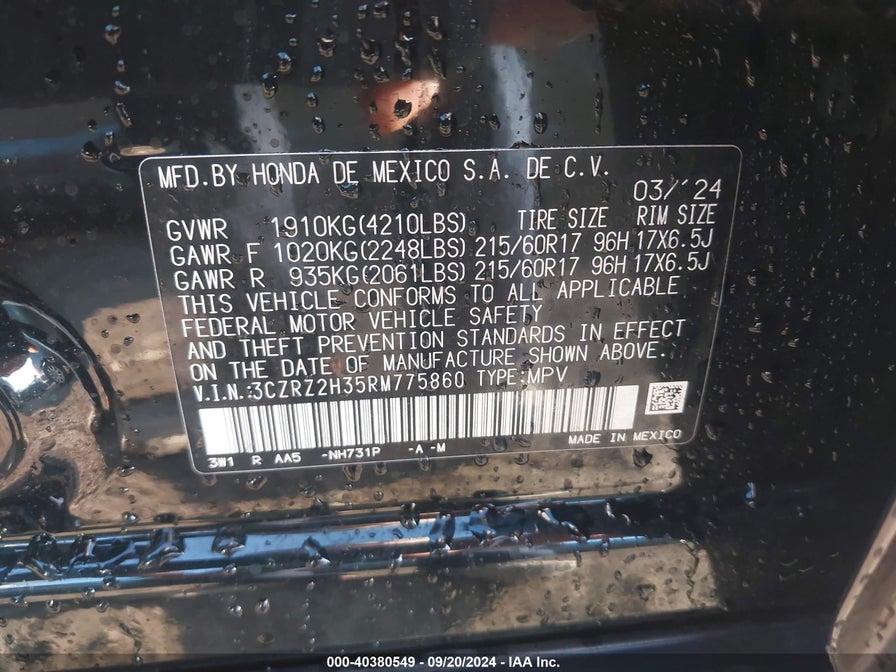 MFD.BY HONDA DE MEXICO S.A. DE C.V.
03/´24
GVWR 1910KG(4210LBS) TIRE SIZE RIM SIZE
GAWR F 1020KG(2248LBS) 215/60R17 96H 17X6.5J
GAWR R 935KG(2061LBS) 215/60R17 96H 17X6.5J
THIS VEHICLE CONFORMS TO ALL APPLICABLE
FEDERAL MOTOR VEHICLE SAFETY
AND THEFT PREVENTION STANDARDS IN EFFECT
ON THE DATE OF MANUFACTURE SHOWN ABOVE.
V.I.N.:3CZRZ2H35RM775860 TYPE:MPV
3W1 R AA5 -NH731P -A-M MADE IN MEXICO
000-40380549 - 09/20/2024 - IAA Inc.